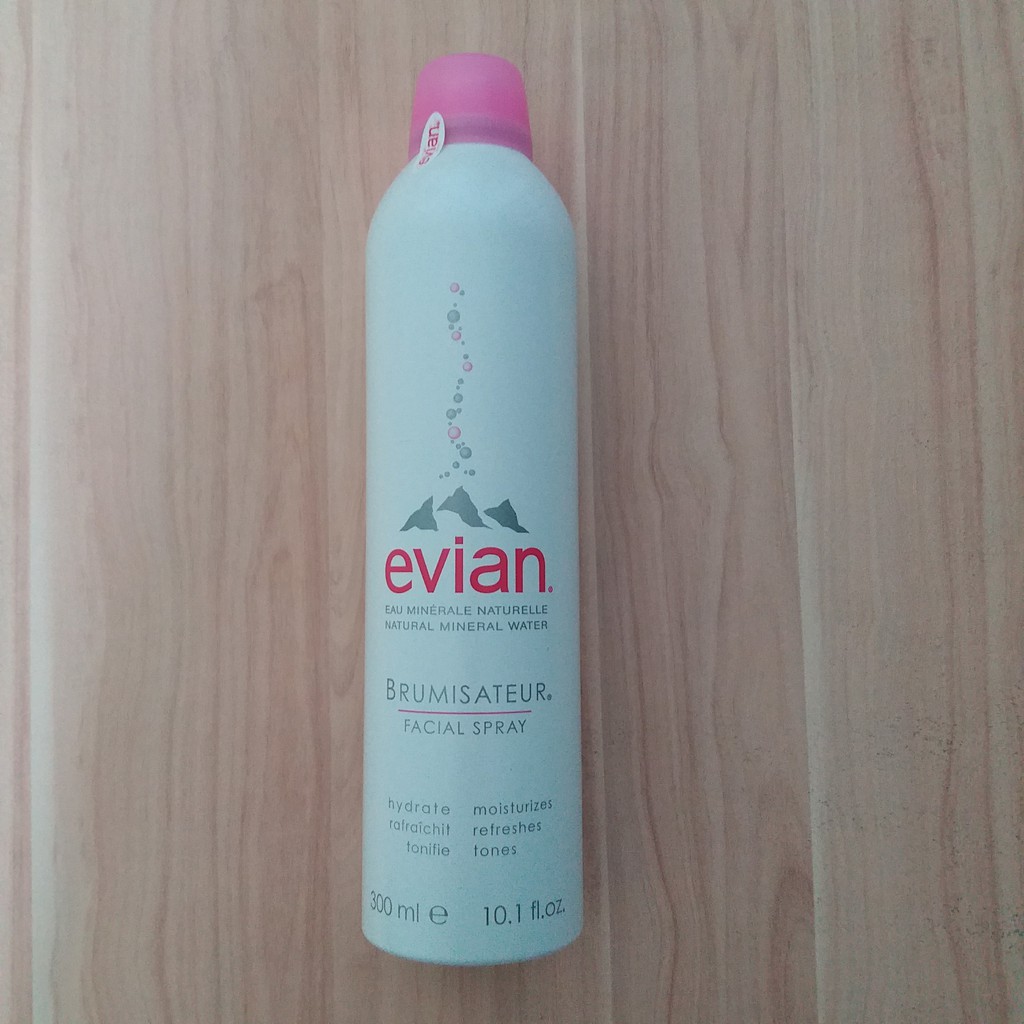 evian.
evian.
EAU MINÉRALE NATURELLE
NATURAL MINERAL WATER
BRUMISATEUR®
FACIAL SPRAY
hydrate moisturizes
rafraîchit refreshes
tonifie tones
300 ml ℮ 10.1 fl.oz.